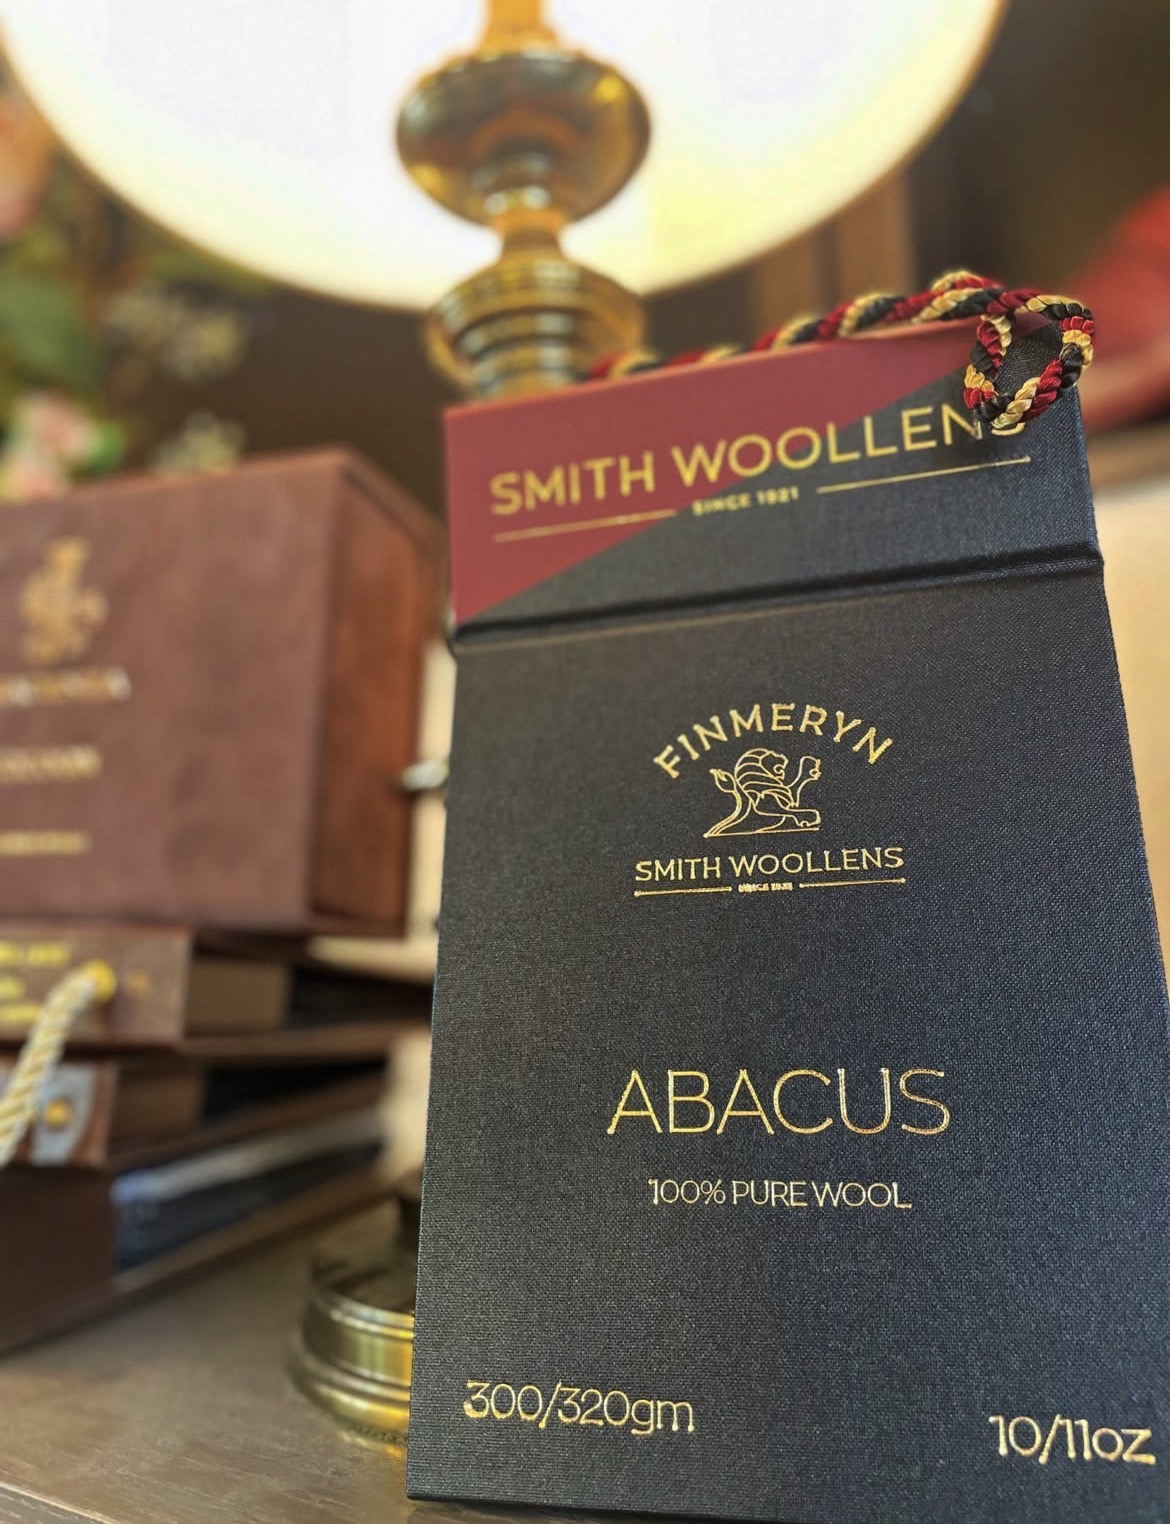 SMITH WOOLLENS
SINCE 1921
FINMERYN
SMITH WOOLLENS
ABACUS
100% PURE WOOL
300/320gm
10/11oz